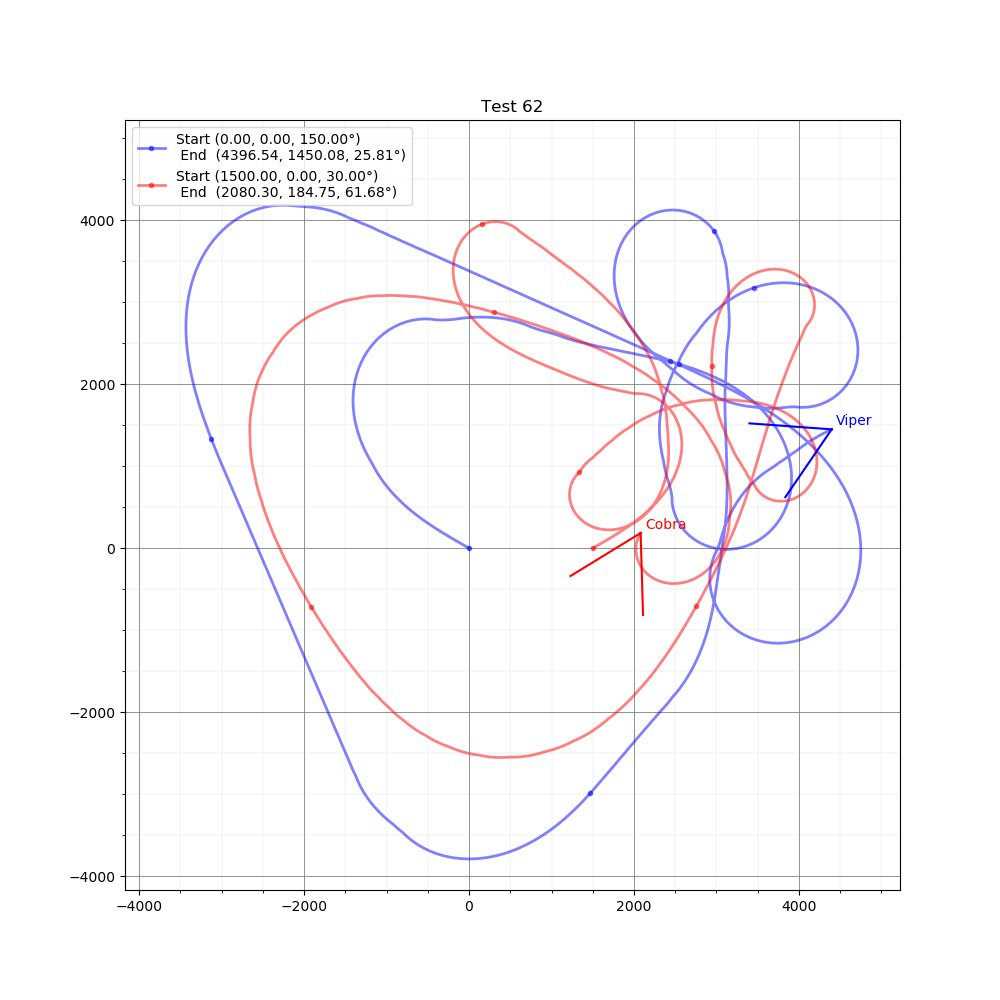 Test 62
Start (0.00, 0.00, 150.00°)
End  (4396.54, 1450.08, 25.81°)
Start (1500.00, 0.00, 30.00°)
End  (2080.30, 184.75, 61.68°)
4000
2000
0
−2000
−4000
Viper
Cobra
−4000
−2000
0
2000
4000